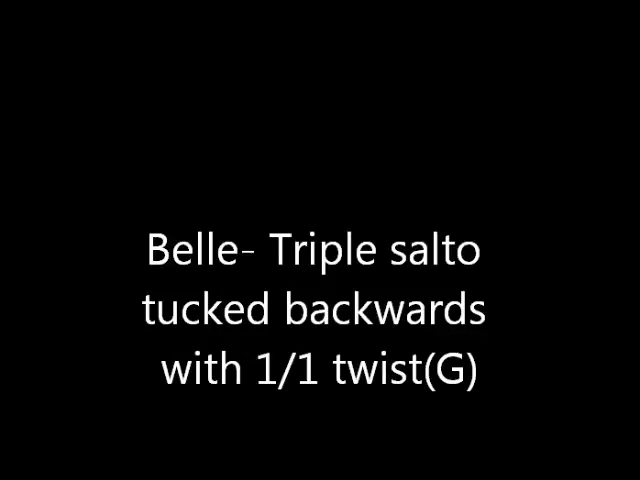 Belle- Triple salto
tucked backwards
with 1/1 twist(G)